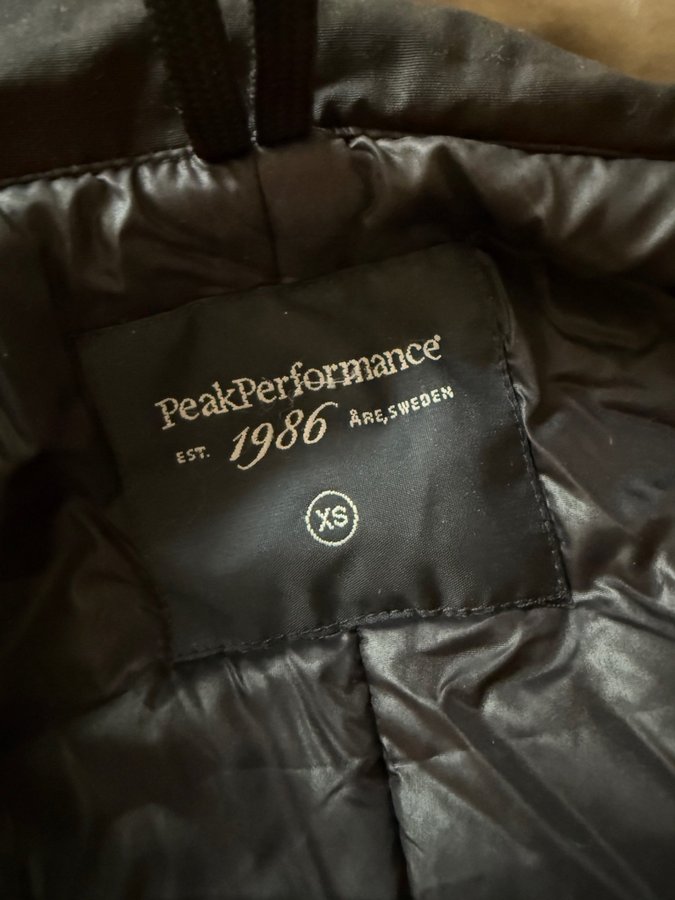 PeakPerformance®
EST. 1986 ÅRE, SWEDEN
XS